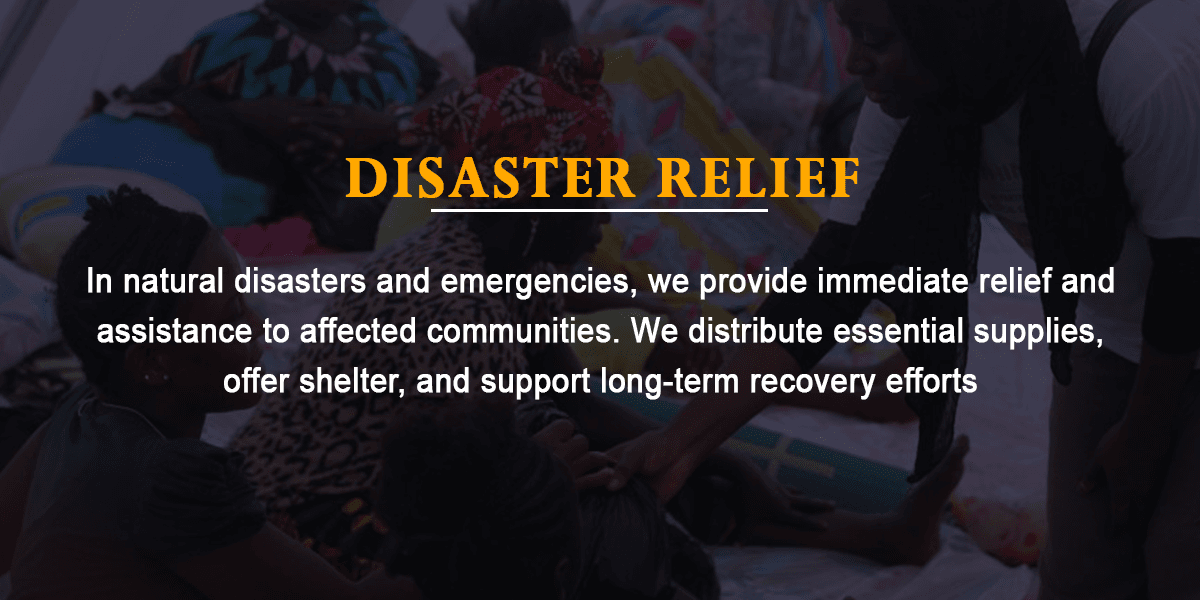 DISASTER RELIEF
In natural disasters and emergencies, we provide immediate relief and
assistance to affected communities. We distribute essential supplies,
offer shelter, and support long-term recovery efforts